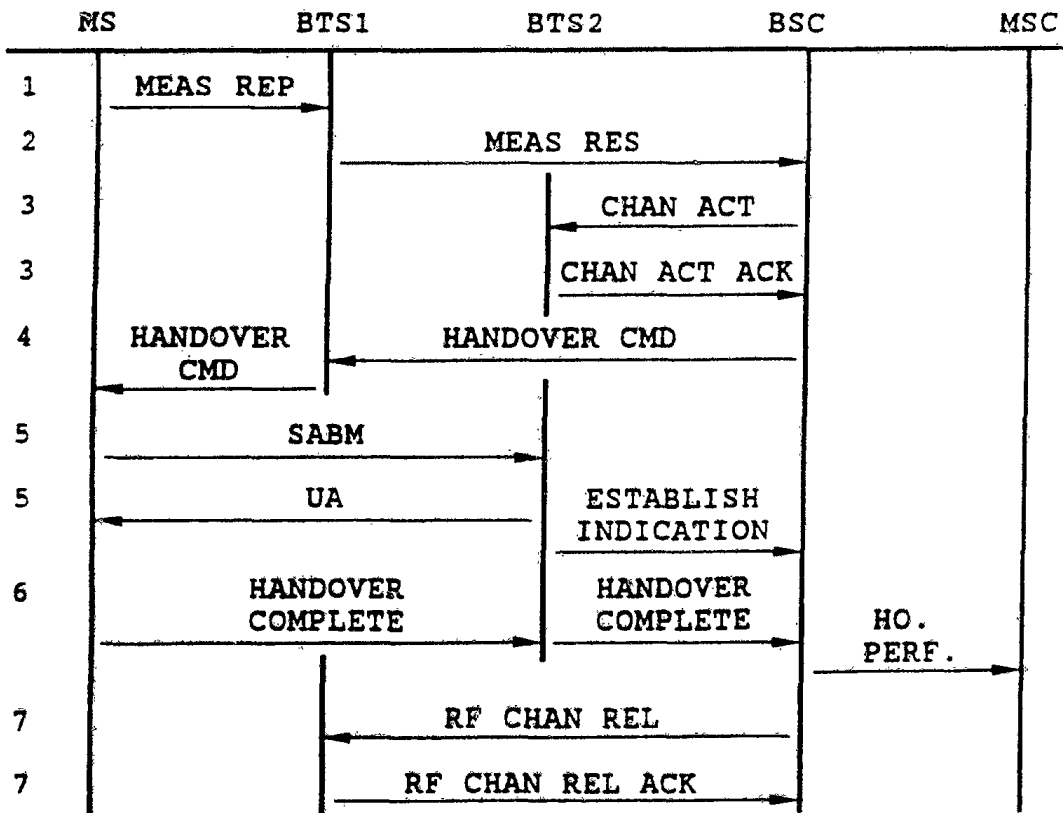 MS BTS1 BTS2 BSC MSC
1 MEAS REP
2 MEAS RES
3 CHAN ACT
3 CHAN ACT ACK
4 HANDOVER CMD HANDOVER CMD
5 SABM
5 UA ESTABLISH INDICATION
6 HANDOVER COMPLETE HANDOVER COMPLETE HO. PERF.
7 RF CHAN REL
7 RF CHAN REL ACK